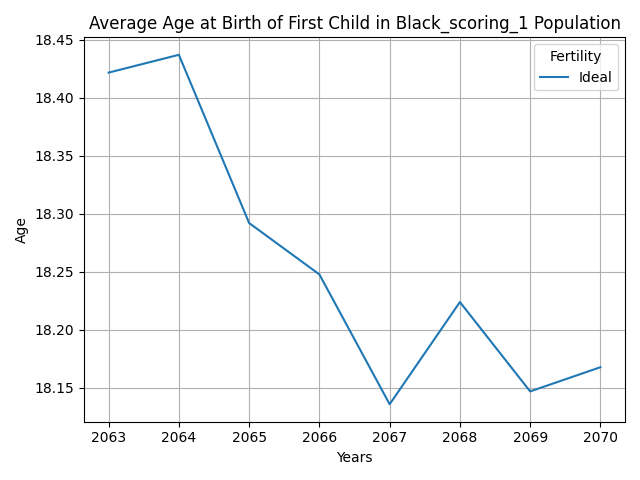 Average Age at Birth of First Child in Black_scoring_1 Population
18.45
18.40
18.35
18.30
18.25
18.20
18.15
Age
Fertility
Ideal
2063 2064 2065 2066 2067 2068 2069 2070
Years